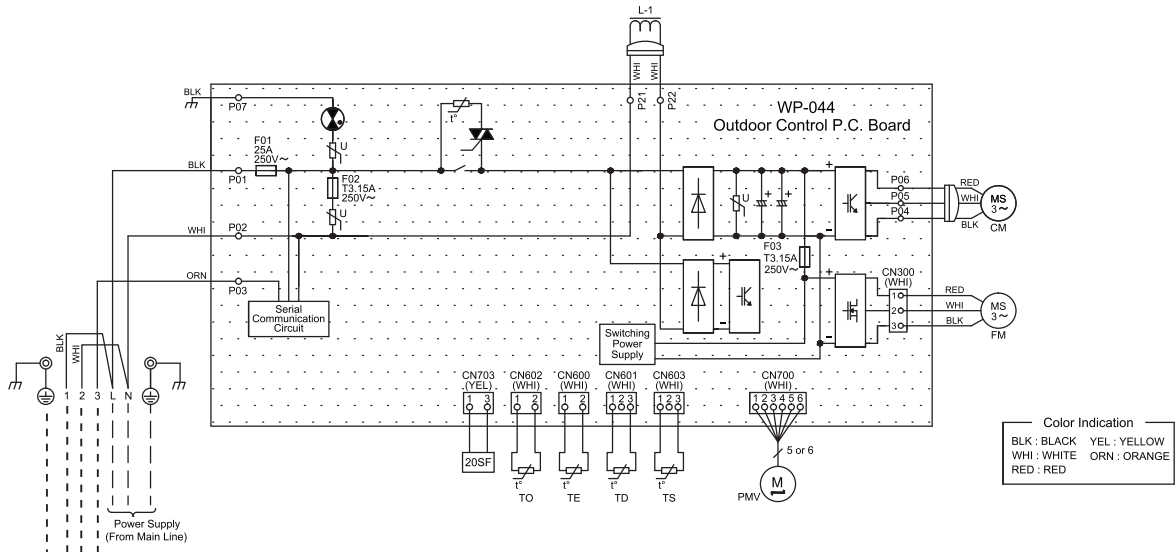 L-1
WHI
WHI
BLK
P07
P21
P22
WP-044
Outdoor Control P.C. Board
t°
U
F01
25A
250V～
BLK
P01
F02
T3.15A
250V～
U
U
+
+
+
-
P06
P05
P04
RED
WHI
BLK
MS
3～
CM
WHI
P02
F03
T3.15A
250V～
ORN
P03
Serial
Communication
Circuit
+
-
+
-
CN300
(WHI)
1
2
3
RED
WHI
BLK
MS
3～
FM
Switching
Power
Supply
BLK
WHI
1 2 3 L N
CN703
(YEL)
1 3
CN602
(WHI)
1 2
CN600
(WHI)
1 2
CN601
(WHI)
1 2 3
CN603
(WHI)
1 2 3
CN700
(WHI)
1 2 3 4 5 6
20SF
t°
TO
t°
TE
t°
TD
t°
TS
5 or 6
M
PMV
Power Supply
(From Main Line)
Color Indication
BLK : BLACK YEL : YELLOW
WHI : WHITE ORN : ORANGE
RED : RED